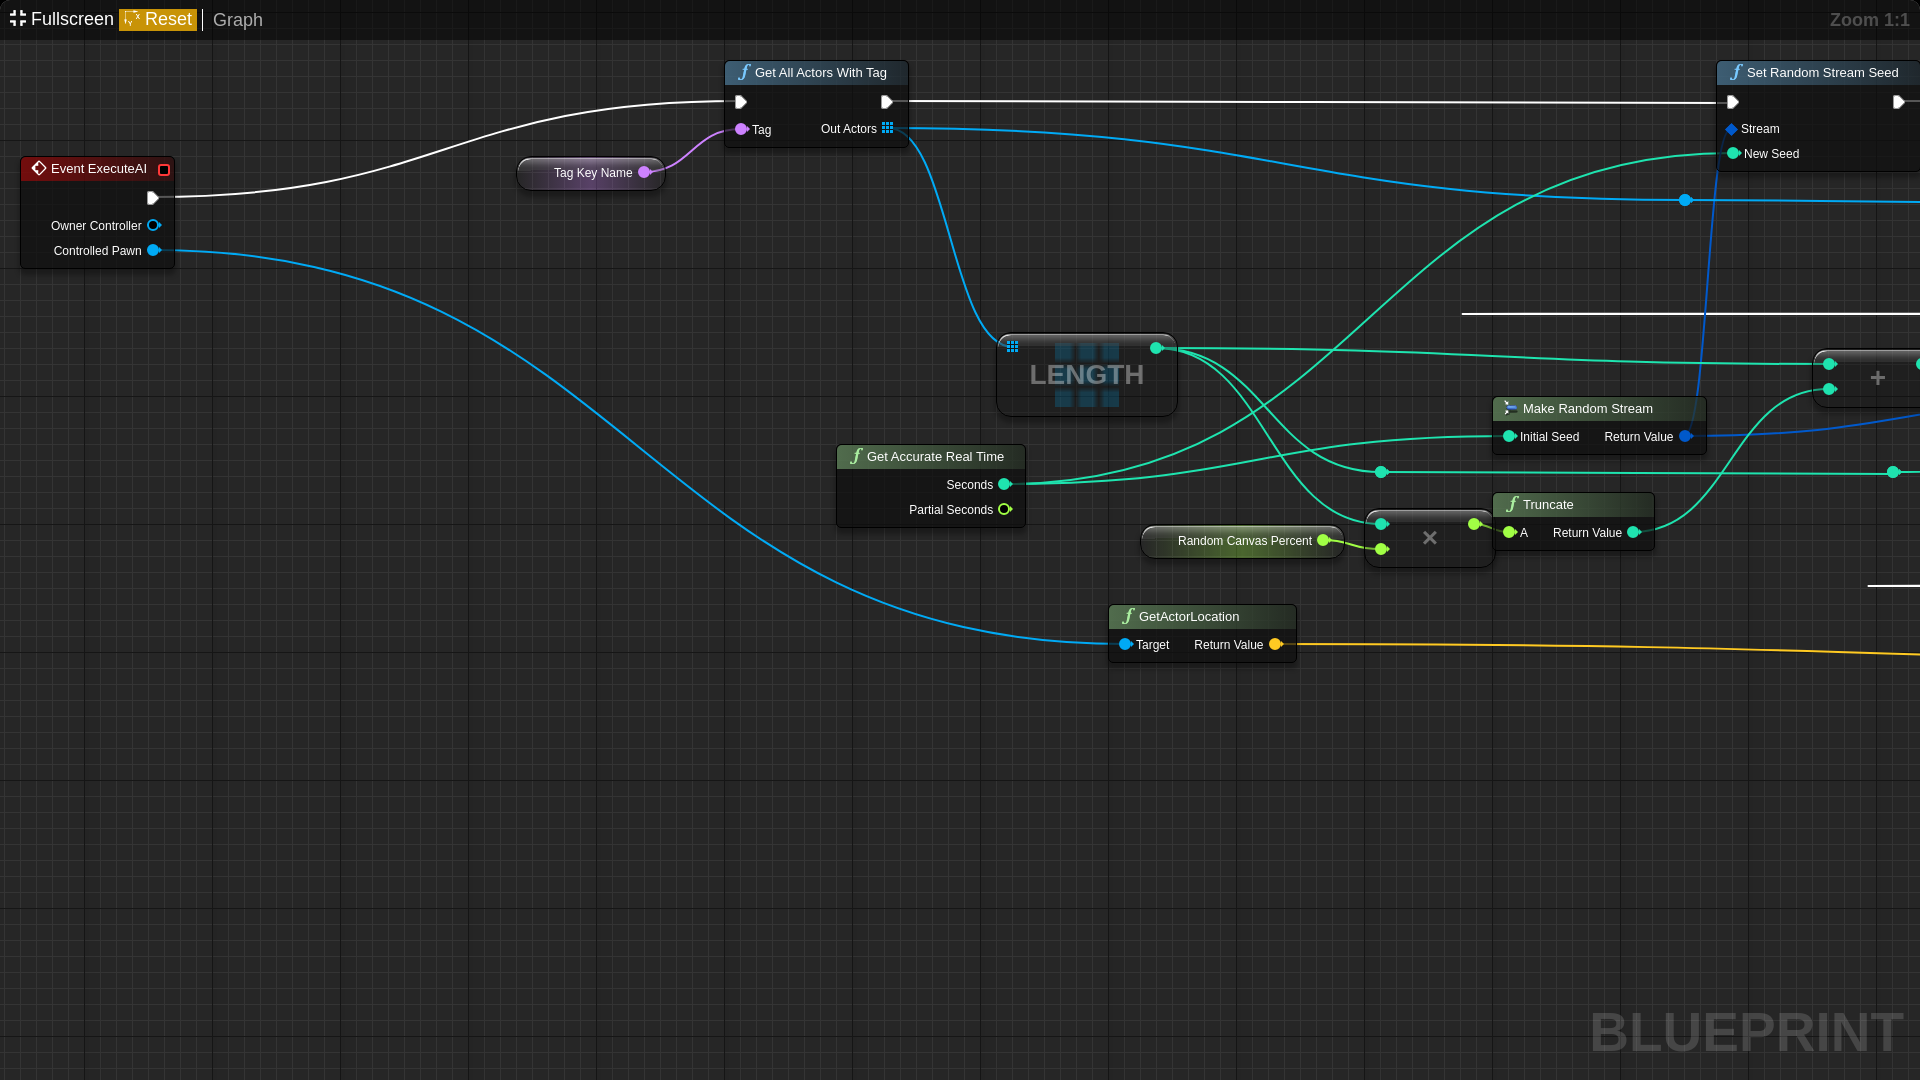 Fullscreen Reset Graph
Zoom 1:1
Get All Actors With Tag
Tag
Out Actors
Set Random Stream Seed
Stream
New Seed
Event ExecuteAI
Owner Controller
Controlled Pawn
Tag Key Name
LENGTH
+
Make Random Stream
Initial Seed
Return Value
Get Accurate Real Time
Seconds
Partial Seconds
Random Canvas Percent
×
Truncate
A
Return Value
GetActorLocation
Target
Return Value
BLUEPRINT